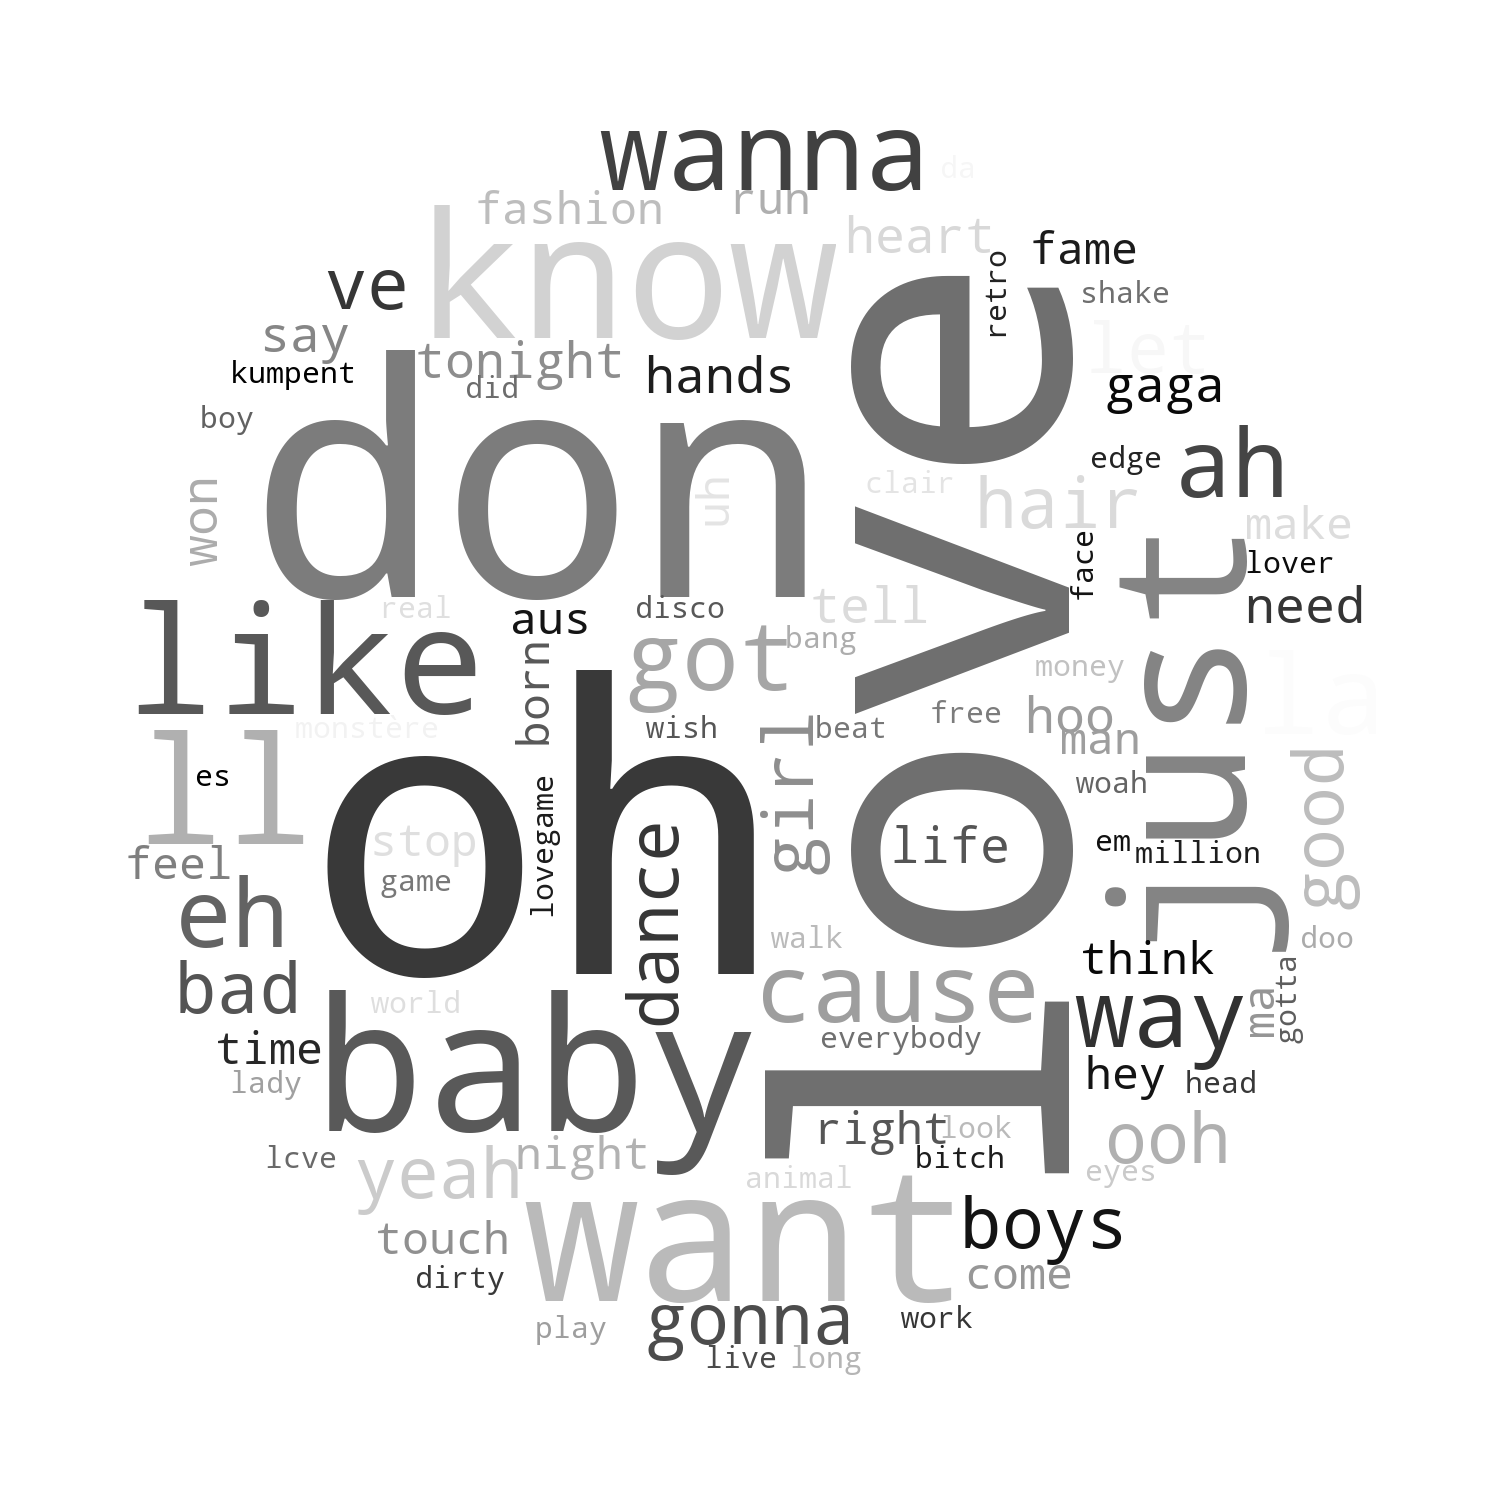 wanna
da
fashion
run
know
heart
fame
retro
ve
shake
say
tonight
let
kumpent
did
hands
gaga
boy
don
love
edge
ah
won
uh
clair
hair
make
face
lover
like
real
aus
disco
tell
just
need
born
got
bang
money
la
monstère
wish
girl
beat
free
hoo
man
ll
es
oh
woah
good
lovegame
stop
dance
life
em
million
feel
game
eh
walk
doo
bad
cause
think
world
way
ma
gotta
time
baby
everybody
lady
hey
head
right
look
ooh
lcve
yeah
night
bitch
animal
eyes
touch
want
boys
dirty
come
play
gonna
work
live
long